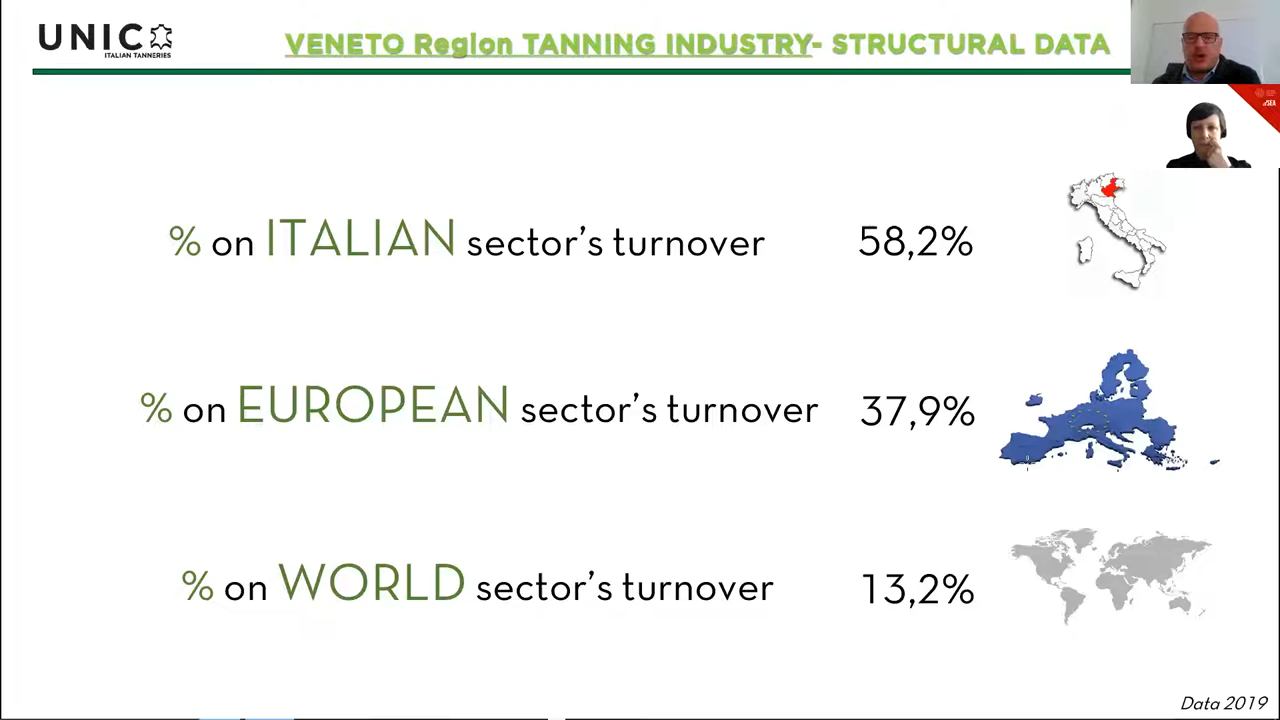 UNIC
ITALIAN TANNERIES
VENETO Region TANNING INDUSTRY- STRUCTURAL DATA
% on ITALIAN sector's turnover 58,2%
% on EUROPEAN sector's turnover 37,9%
% on WORLD sector's turnover 13,2%
Data 2019